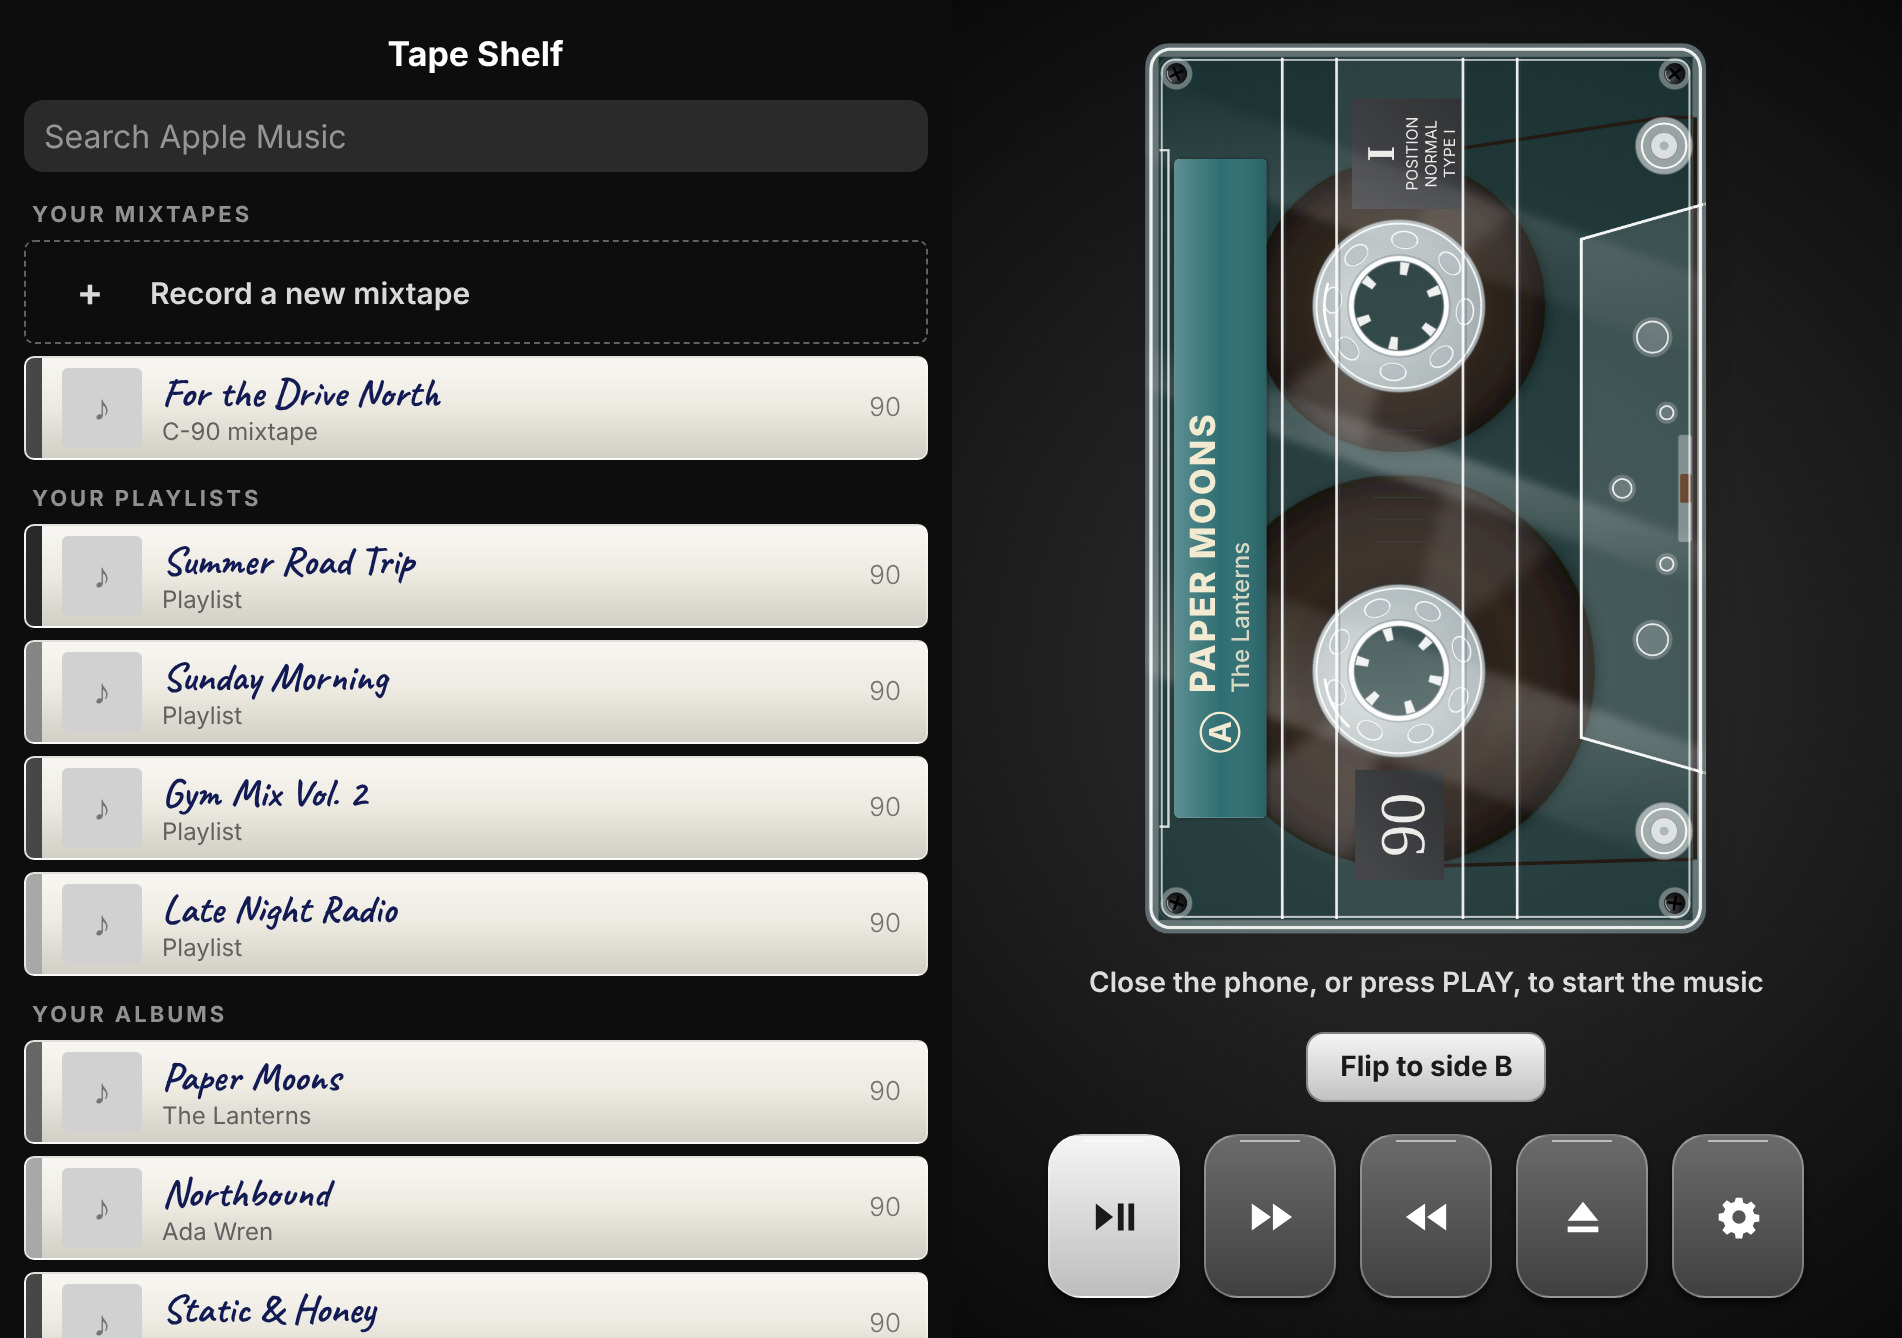 Tape Shelf
Search Apple Music
YOUR MIXTAPES
+ Record a new mixtape
For the Drive North
C-90 mixtape
90
YOUR PLAYLISTS
Summer Road Trip
Playlist
90
Sunday Morning
Playlist
90
Gym Mix Vol. 2
Playlist
90
Late Night Radio
Playlist
90
YOUR ALBUMS
Paper Moons
The Lanterns
90
Northbound
Ada Wren
90
Static & Honey
90
I
POSITION
NORMAL
TYPE I
A
PAPER MOONS
The Lanterns
90
Close the phone, or press PLAY, to start the music
Flip to side B